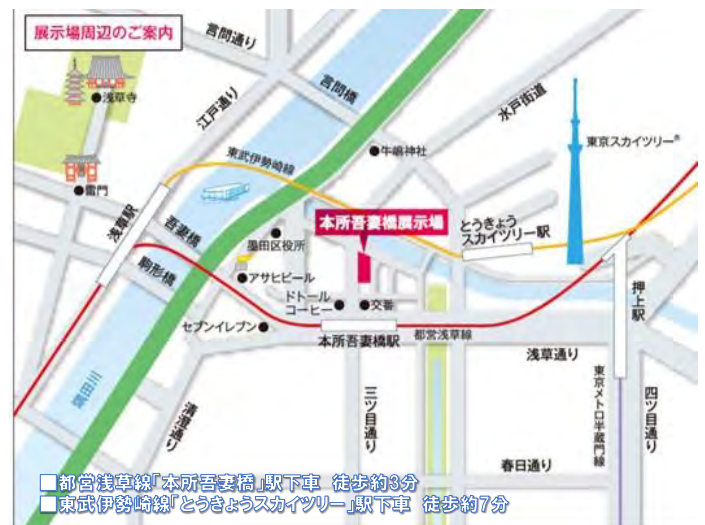 展示場周辺のご案内
言問通り
浅草寺
江戸通り
言問橋
水戸街道
東武伊勢崎線
牛嶋神社
東京スカイツリー®
雷門
浅草駅
吾妻橋
本所吾妻橋展示場
とうきょう
スカイツリー駅
墨田区役所
駒形橋
アサヒビール
ドトール
コーヒー
交番
押上駅
セブンイレブン
本所吾妻橋駅
都営浅草線
浅草通り
隅田川
清澄通り
三ツ目通り
東京メトロ半蔵門線
四ツ目通り
春日通り
■都営浅草線「本所吾妻橋」駅下車 徒歩約3分
■東武伊勢崎線「とうきょうスカイツリー」駅下車 徒歩約7分